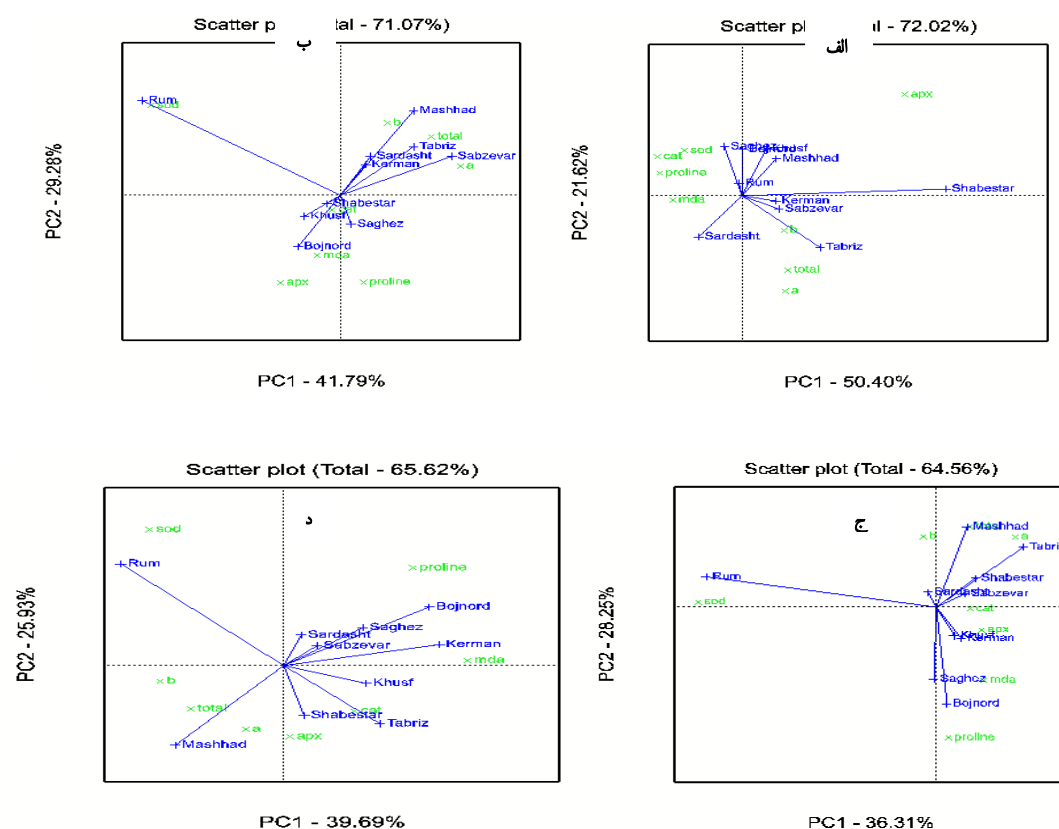 Scatter p ب tal - 71.07%)
Rum
sod
Mashhad
b
total
Tabriz
Sardasht
Sabzevar
Kerman
a
Shabestar
cat
Khusf
Saghez
Bojnord
mda
apx
proline
PC2 - 29.28%
PC1 - 41.79%
Scatter pl الف l - 72.02%)
apx
Saghez
sod
Khusf
cat
Mashhad
proline
Rum
Shabestar
mda
Kerman
Sabzevar
b
Sardasht
Tabriz
total
a
PC2 - 21.62%
PC1 - 50.40%
Scatter plot (Total - 65.62%)
د
sod
Rum
proline
Bojnord
Saghez
Sardasht
Sabzevar
Kerman
mda
b
Khusf
total
cat
Shabestar
Tabriz
a
apx
Mashhad
PC2 - 25.93%
PC1 - 39.69%
Scatter plot (Total - 64.56%)
ج
Mashhad
b
a
Tabri
Rum
Shabestar
Sardasht
Sabzevar
sod
cat
apx
Khusf
Kerman
Saghez
mda
Bojnord
proline
PC2 - 28.25%
PC1 - 36.31%